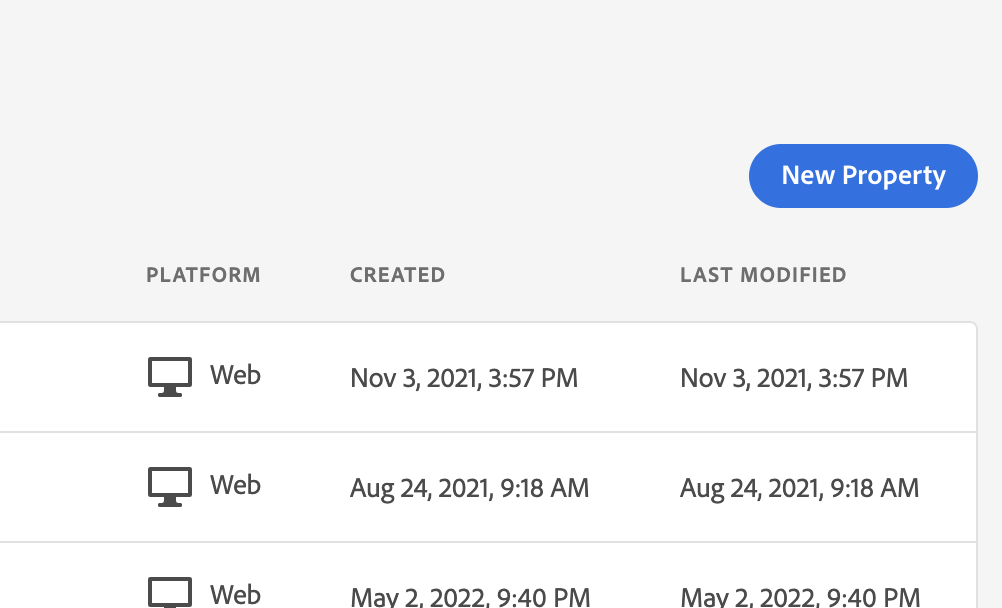 New Property
PLATFORM CREATED LAST MODIFIED
Web Nov 3, 2021, 3:57 PM Nov 3, 2021, 3:57 PM
Web Aug 24, 2021, 9:18 AM Aug 24, 2021, 9:18 AM
Web May 2, 2022, 9:40 PM May 2, 2022, 9:40 PM